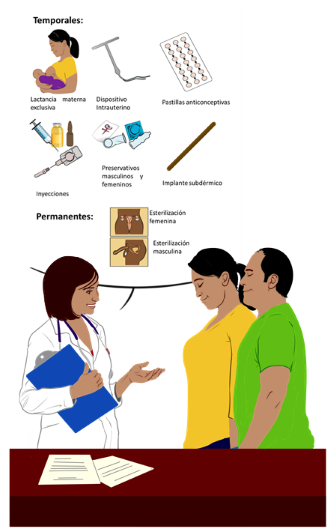 Temporales:
Lactancia materna
exclusiva
Dispositivo
Intrauterino
Pastillas anticonceptivas
Inyecciones
Preservativos
masculinos y
femeninos
Implante subdérmico
Permanentes:
Esterilización
femenina
Esterilización
masculina